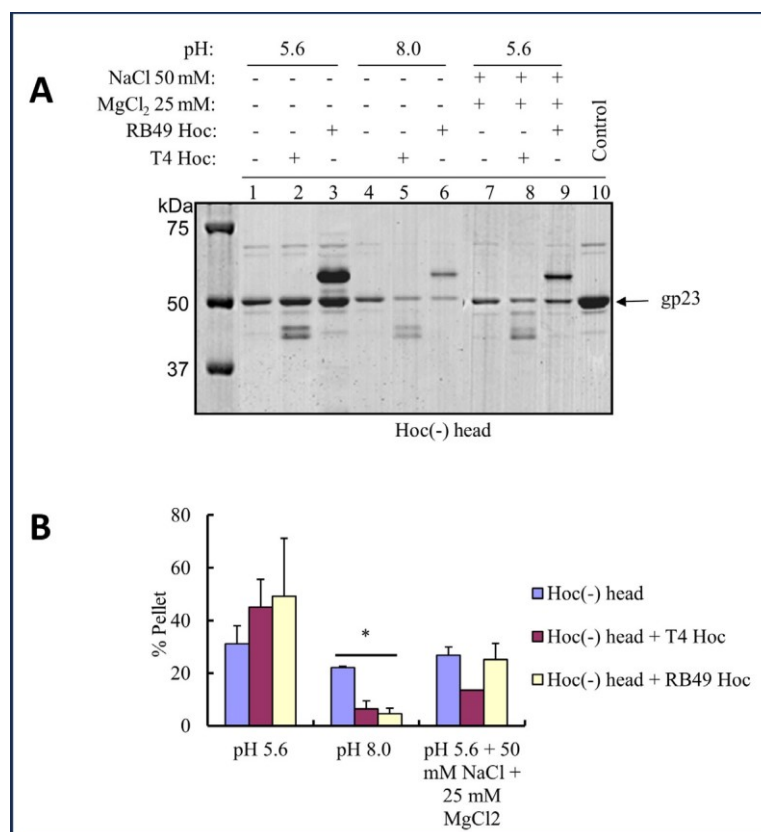 A
pH: 5.6 8.0 5.6
NaCl 50 mM: - - - - - - + + +
MgCl2 25 mM: - - - - - - + + +
RB49 Hoc: - - + - - + - - +
T4 Hoc: - + - - + - - + -
Control
1 2 3 4 5 6 7 8 9 10
kDa
75
50
37
gp23
Hoc(-) head
B
% Pellet
80
60
40
20
0
*
pH 5.6
pH 8.0
pH 5.6 + 50
mM NaCl +
25 mM
MgCl2
Hoc(-) head
Hoc(-) head + T4 Hoc
Hoc(-) head + RB49 Hoc